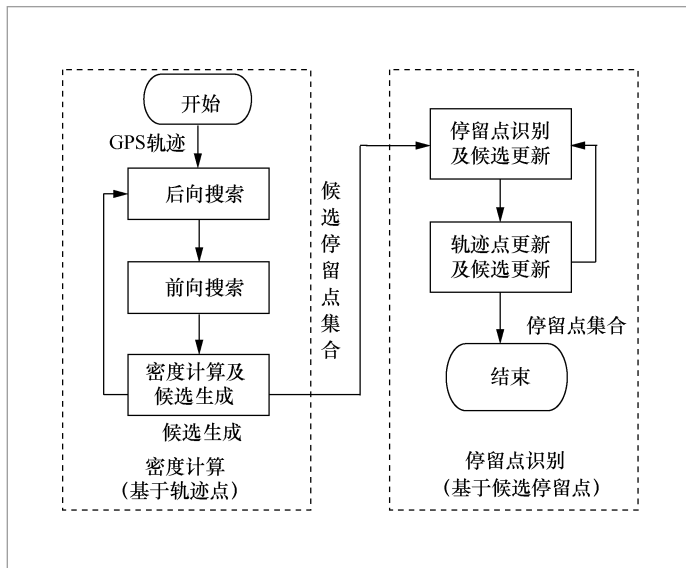 开始
GPS轨迹
后向搜索
前向搜索
密度计算及
候选生成
候选生成
密度计算
(基于轨迹点)
候选停留点集合
停留点识别
及候选更新
轨迹点更新
及候选更新
停留点集合
结束
停留点识别
(基于候选停留点)